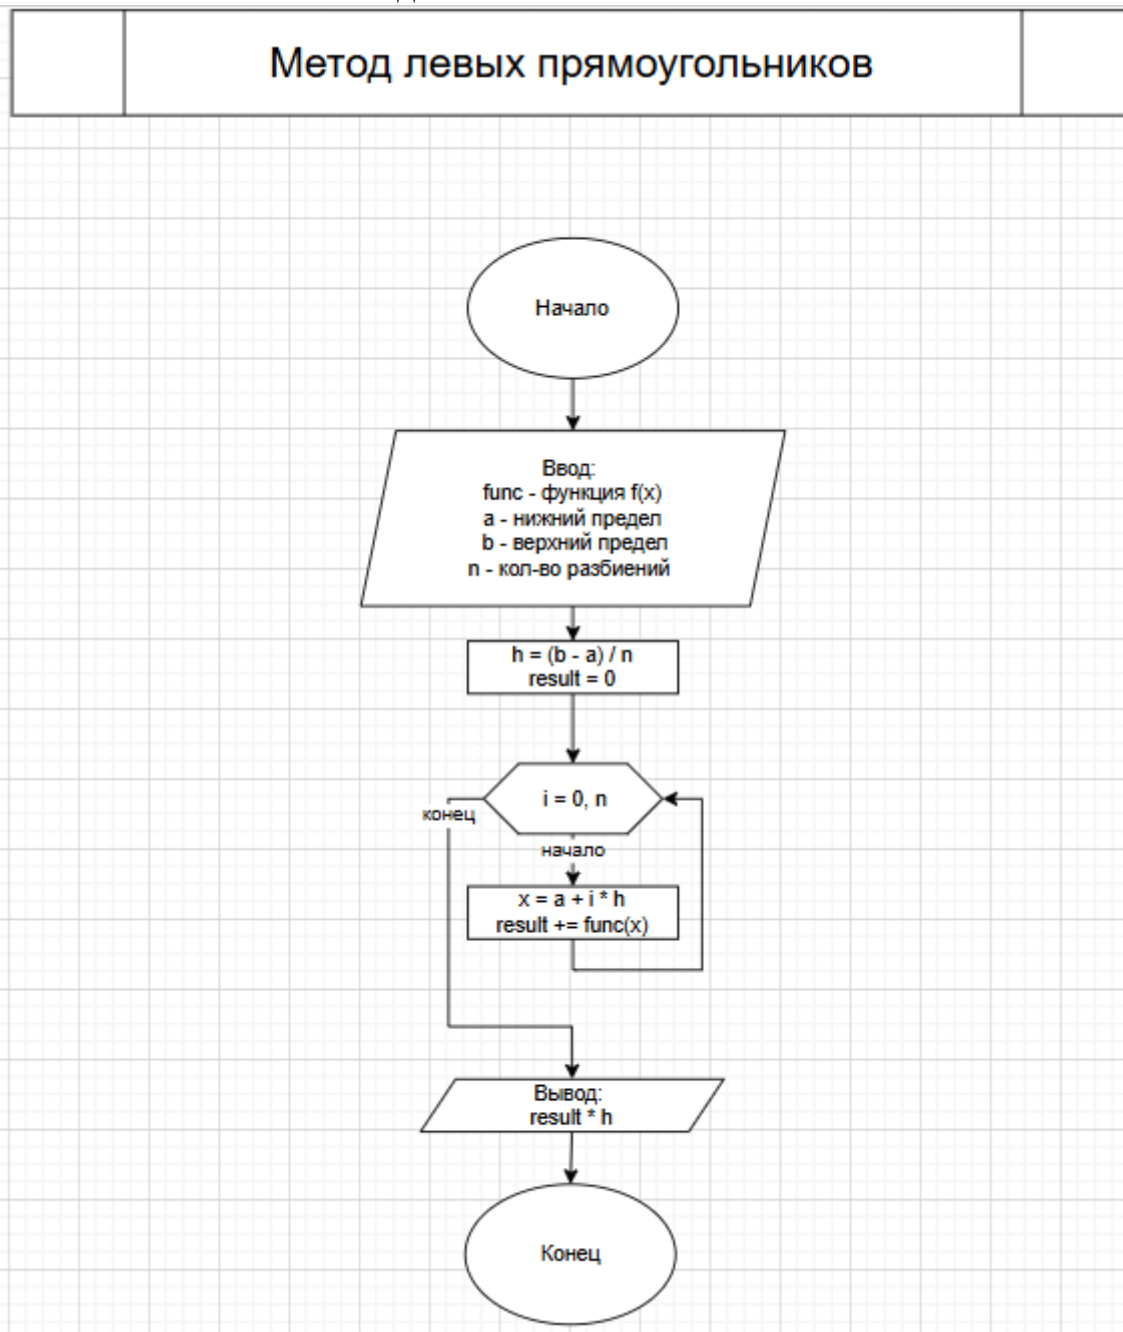 Метод левых прямоугольников
Начало
Ввод:
func - функция f(x)
a - нижний предел
b - верхний предел
n - кол-во разбиений
h = (b - a) / n
result = 0
i = 0, n
конец
начало
x = a + i * h
result += func(x)
Вывод:
result * h
Конец